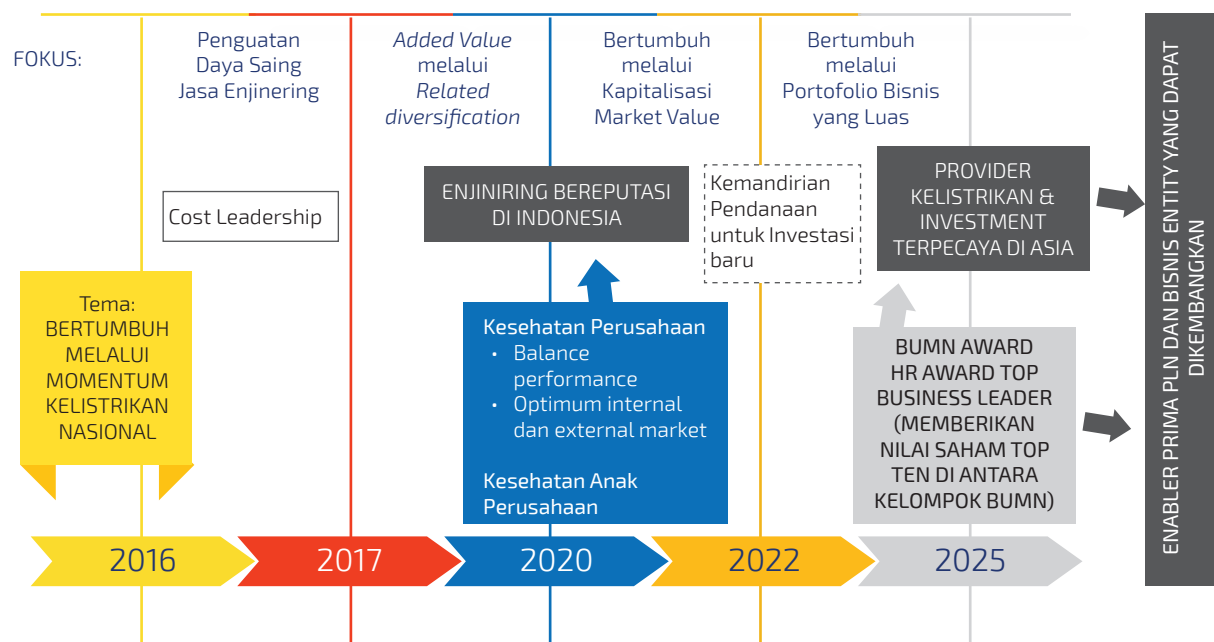 FOKUS:
Penguatan
Daya Saing
Jasa Enjinering
Added Value
melalui
Related
diversification
Bertumbuh
melalui
Kapitalisasi
Market Value
Bertumbuh
melalui
Portofolio Bisnis
yang Luas
Cost Leadership
ENJINIRING BEREPUTASI
DI INDONESIA
Kemandirian
Pendanaan
untuk Investasi
baru
PROVIDER
KELISTRIKAN &
INVESTMENT
TERPECAYA DI ASIA
Tema:
BERTUMBUH
MELALUI
MOMENTUM
KELISTRIKAN
NASIONAL
Kesehatan Perusahaan
• Balance
performance
• Optimum internal
dan external market
Kesehatan Anak
Perusahaan
BUMN AWARD
HR AWARD TOP
BUSINESS LEADER
(MEMBERIKAN
NILAI SAHAM TOP
TEN DI ANTARA
KELOMPOK BUMN)
2016
2017
2020
2022
2025
ENABLER PRIMA PLN DAN BISNIS ENTITY YANG DAPAT
DIKEMBANGKAN